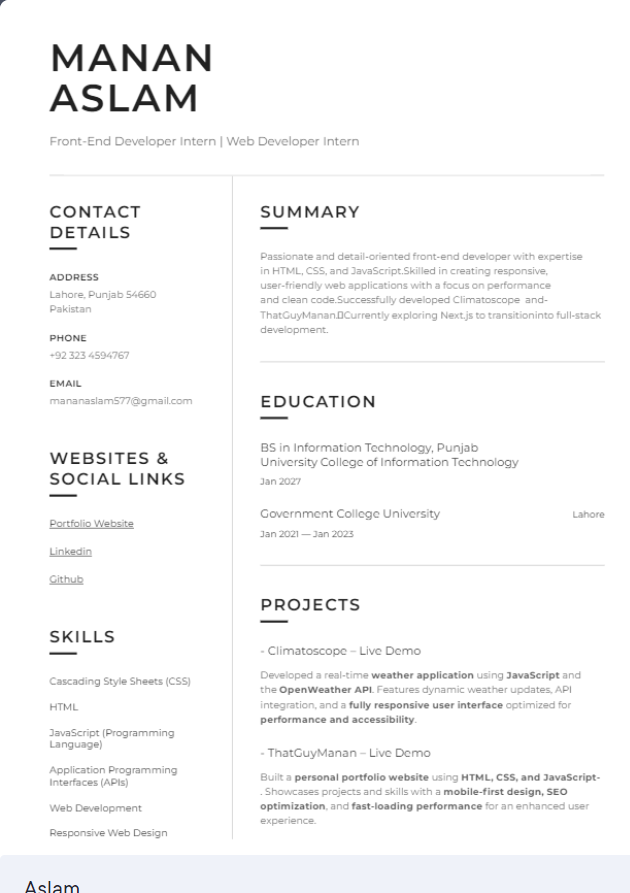 MANAN
ASLAM
Front-End Developer Intern | Web Developer Intern
CONTACT
DETAILS
ADDRESS
Lahore, Punjab 54660
Pakistan
PHONE
+92 323 4594767
EMAIL
mananaslam577@gmail.com
WEBSITES &
SOCIAL LINKS
Portfolio Website
Linkedin
Github
SKILLS
Cascading Style Sheets (CSS)
HTML
JavaScript (Programming
Language)
Application Programming
Interfaces (APIs)
Web Development
Responsive Web Design
SUMMARY
Passionate and detail-oriented front-end developer with expertise
in HTML, CSS, and JavaScript.Skilled in creating responsive,
user-friendly web applications with a focus on performance
and clean code.Successfully developed Climatoscope  and-
ThatGuyManan.▯Currently exploring Next.js to transitioninto full-stack
development.
EDUCATION
BS in Information Technology, Punjab
University College of Information Technology
Jan 2027
Government College University Lahore
Jan 2021 — Jan 2023
PROJECTS
- Climatoscope – Live Demo
Developed a real-time weather application using JavaScript and
the OpenWeather API. Features dynamic weather updates, API
integration, and a fully responsive user interface optimized for
performance and accessibility.
- ThatGuyManan – Live Demo
Built a personal portfolio website using HTML, CSS, and JavaScript-
. Showcases projects and skills with a mobile-first design, SEO
optimization, and fast-loading performance for an enhanced user
experience.
Aslam